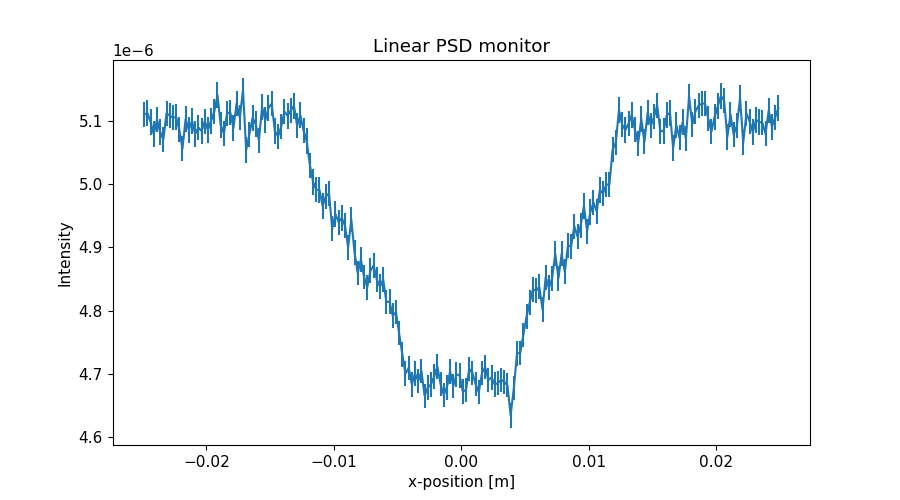 Linear PSD monitor
1e−6
5.1
5.0
4.9
4.8
4.7
4.6
Intensity
−0.02 −0.01 0.00 0.01 0.02
x-position [m]